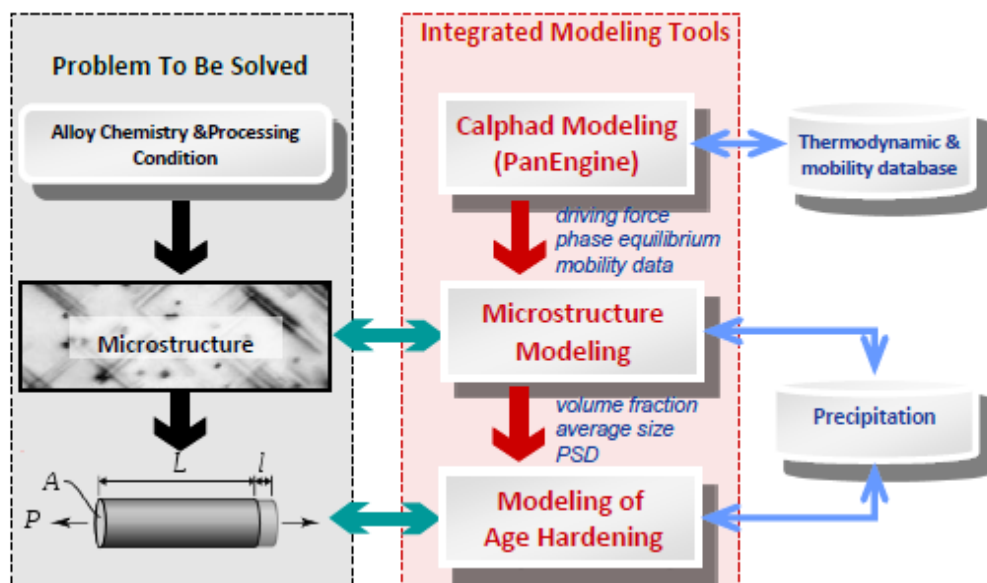 Problem To Be Solved
Alloy Chemistry &Processing
Condition
Microstructure
L
l
A
P
Integrated Modeling Tools
Calphad Modeling
(PanEngine)
driving force
phase equilibrium
mobility data
Microstructure
Modeling
volume fraction
average size
PSD
Modeling of
Age Hardening
Thermodynamic &
mobility database
Precipitation